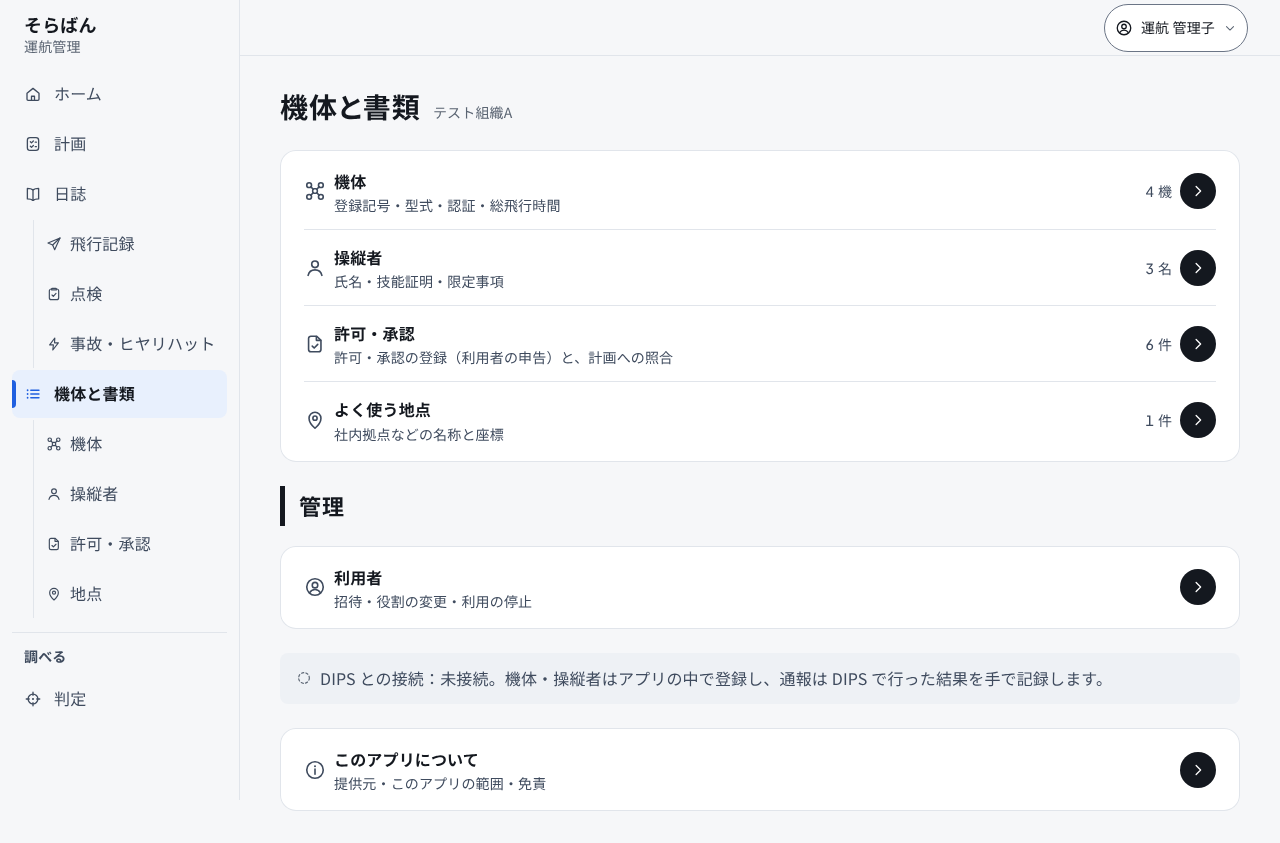 そらばん
運航管理
運航 管理子
ホーム
計画
日誌
飛行記録
点検
事故・ヒヤリハット
機体と書類
機体
操縦者
許可・承認
地点
調べる
判定
機体と書類 テスト組織A
機体
登録記号・型式・認証・総飛行時間
4 機
操縦者
氏名・技能証明・限定事項
3 名
許可・承認
許可・承認の登録（利用者の申告）と、計画への照合
6 件
よく使う地点
社内拠点などの名称と座標
1 件
管理
利用者
招待・役割の変更・利用の停止
DIPS との接続：未接続。機体・操縦者はアプリの中で登録し、通報は DIPS で行った結果を手で記録します。
このアプリについて
提供元・このアプリの範囲・免責